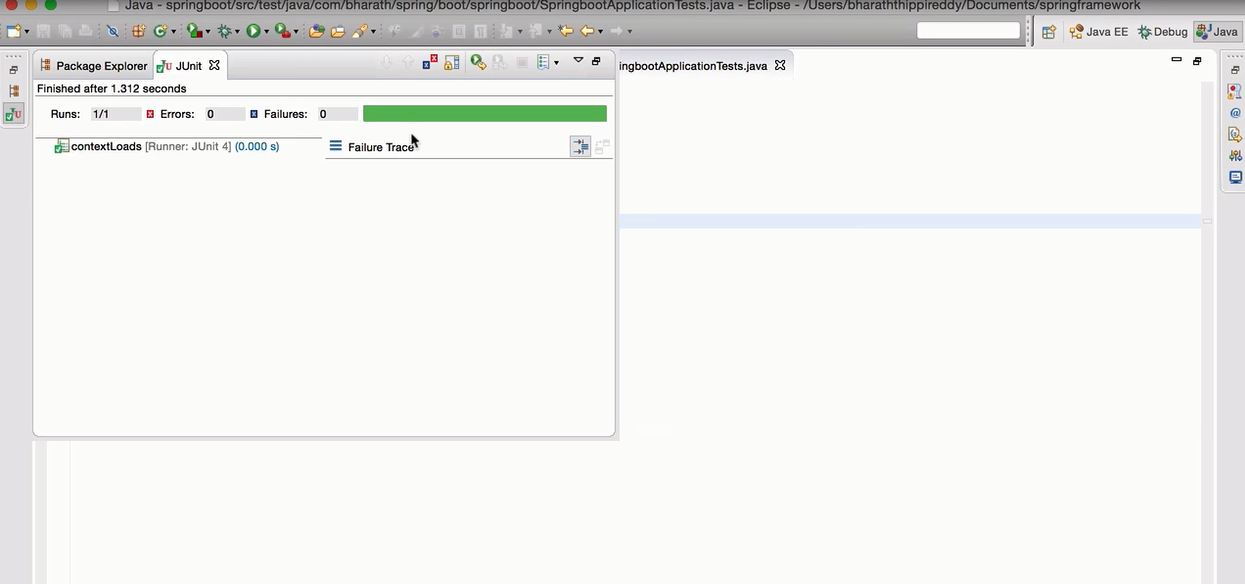 Java - springboot/src/test/java/com/bharath/spring/boot/springboot/SpringbootApplicationTests.java - Eclipse - /Users/bharaththippireddy/Documents/springframework
Java EE Debug Java
Package Explorer JUnit ingbootApplicationTests.java
Finished after 1.312 seconds
Runs: 1/1 Errors: 0 Failures: 0
contextLoads [Runner: JUnit 4] (0.000 s) Failure Trace